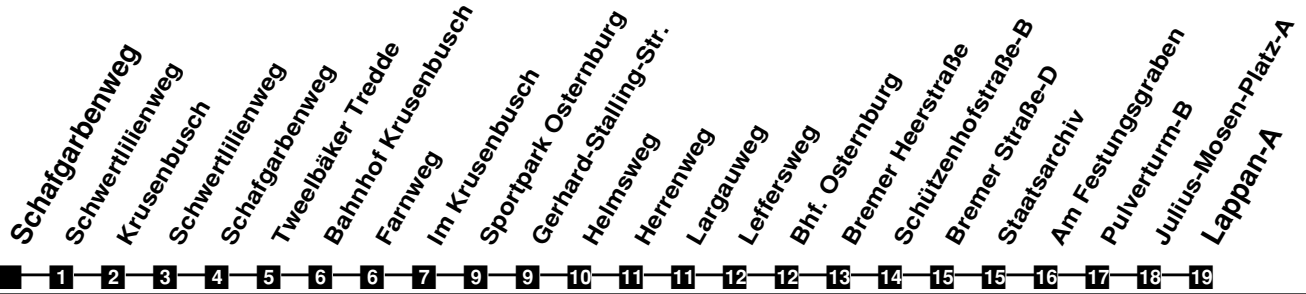 Schafgarbenweg
Schwertlilienweg
Krusenbusch
Schwertlilienweg
Schafgarbenweg
Tweelbäker Tredde
Bahnhof Krusenbusch
Farnweg
Im Krusenbusch
Sportpark Osternburg
Gerhard-Stalling-Str.
Helmsweg
Herrenweg
Largauweg
Leffersweg
Bhf. Osternburg
Bremer Heerstraße
Schützenhofstraße-B
Bremer Straße-D
Staatsarchiv
Am Festungsgraben
Pulverturm-B
Julius-Mosen-Platz-A
Lappan-A
1 2 3 4 5 6 6 7 9 9 10 11 11 12 12 13 14 15 15 16 17 18 19